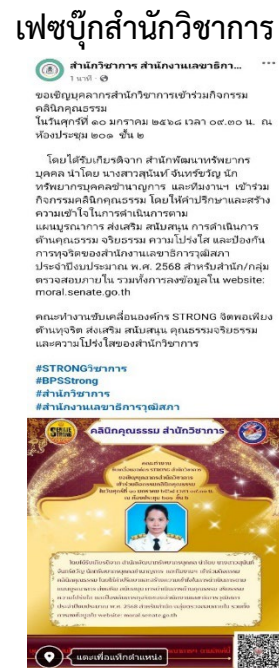 เฟซบุ๊กสำนักวิชาการ
สำนักวิชาการ สำนักงานเลขาธิกา...
1 นาที
ขอเชิญบุคลากรสำนักวิชาการเข้าร่วมกิจกรรม
คลินิกคุณธรรม
ในวันศุกร์ที่ ๑๐ มกราคม ๒๕๖๘ เวลา ๐๙.๓๐ น. ณ
ห้องประชุม ๒๐๑ ชั้น ๒
โดยได้รับเกียรติจาก สำนักพัฒนาทรัพยากร
บุคคล นำโดย นางสาวสุนันท์ จันทร์ขวัญ นัก
ทรัพยากรบุคคลชำนาญการ และทีมงานฯ เข้าร่วม
กิจกรรมคลินิกคุณธรรม โดยให้คำปรึกษาและสร้าง
ความเข้าใจในการดำเนินการตาม
แผนบูรณาการ ส่งเสริม สนับสนุน การดำเนินการ
ด้านคุณธรรม จริยธรรม ความโปร่งใส และป้องกัน
การทุจริตของสำนักงานเลขาธิการวุฒิสภา
ประจำปีงบประมาณ พ.ศ. 2568 สำหรับสำนัก/กลุ่ม
ตรวจสอบภายใน รวมทั้งการลงข้อมูลใน website:
moral.senate.go.th
คณะทำงานขับเคลื่อนองค์กร STRONG จิตพอเพียง
ต้านทุจริต ส่งเสริม สนับสนุน คุณธรรมจริยธรรม
และความโปร่งใสของสำนักวิชาการ
#STRONGวิชาการ
#BPSStrong
#สำนักวิชาการ
#สำนักงานเลขาธิการวุฒิสภา
คลินิกคุณธรรม สำนักวิชาการ
STRONG
คณะทำงาน
แตะเพื่อแท็กตำแหน่ง